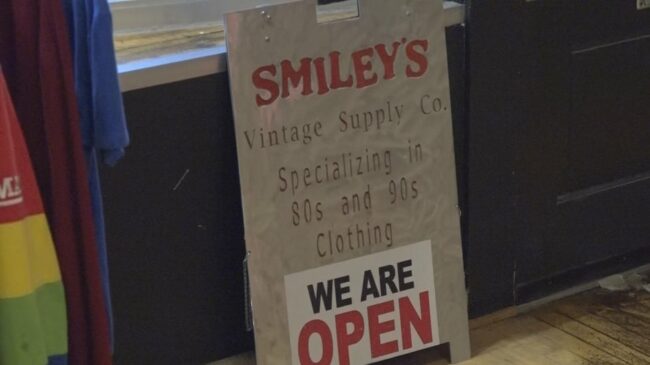 SMILEY'S
Vintage Supply Co.
Specializing in
80s and 90s
Clothing
WE ARE
OPEN